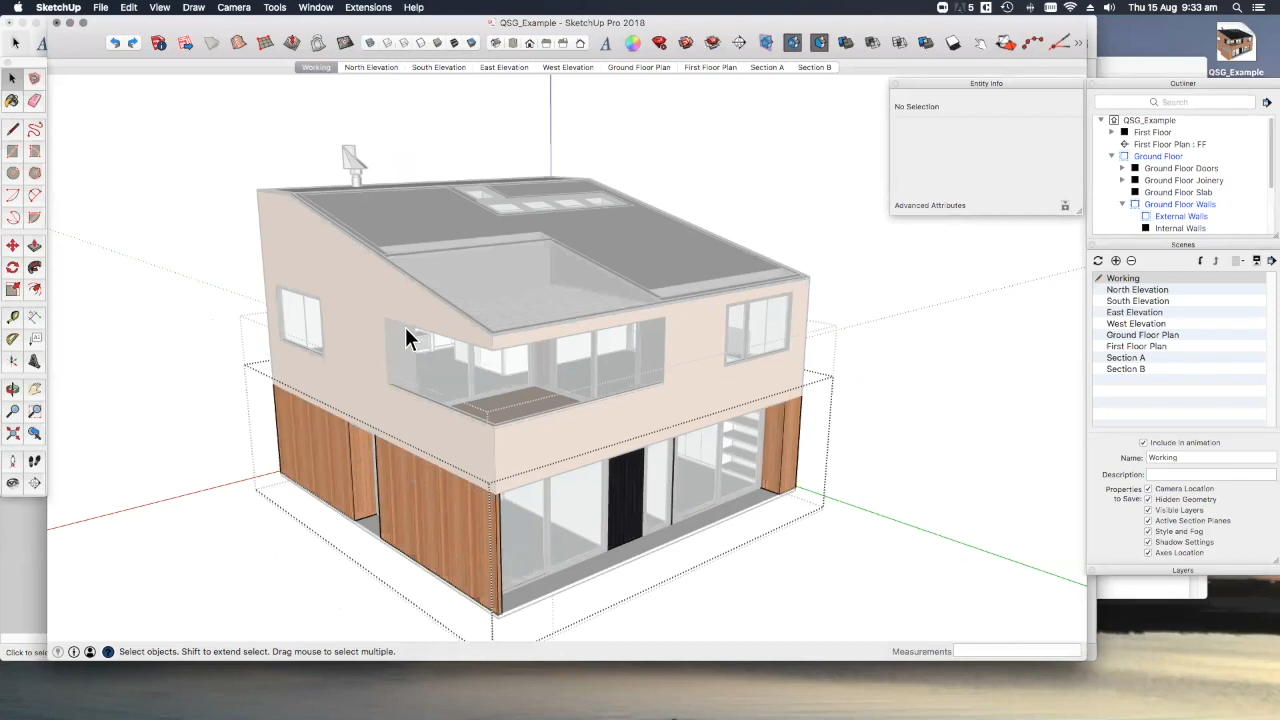 SketchUp File Edit View Draw Camera Tools Window Extensions Help
5 Thu 15 Aug 9:33 am
QSG_Example - SketchUp Pro 2018
QSG_Example
Working North Elevation South Elevation East Elevation West Elevation Ground Floor Plan First Floor Plan Section A Section B
Entity Info
No Selection
Advanced Attributes
Outliner
Search
QSG_Example
First Floor
First Floor Plan : FF
Ground Floor
Ground Floor Doors
Ground Floor Joinery
Ground Floor Slab
Ground Floor Walls
External Walls
Internal Walls
Scenes
Working
North Elevation
South Elevation
East Elevation
West Elevation
Ground Floor Plan
First Floor Plan
Section A
Section B
Include in animation
Name: Working
Description:
Properties to Save:
Camera Location
Hidden Geometry
Visible Layers
Active Section Planes
Style and Fog
Shadow Settings
Axes Location
Layers
Click to sele
Select objects. Shift to extend select. Drag mouse to select multiple.
Measurements